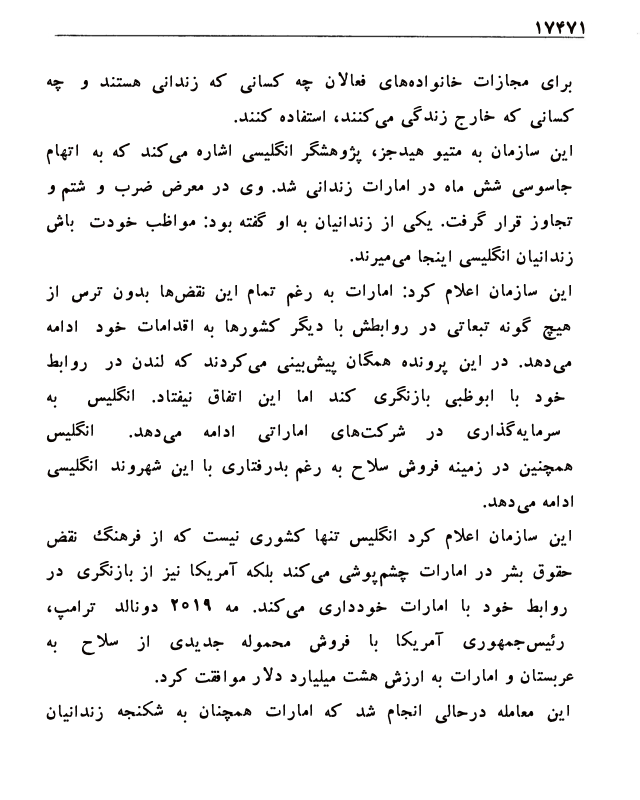 ۱۷۴۷۱
برای مجازات خانواده‌های فعالان چه کسانی که زندانی هستند و چه
کسانی که خارج زندگی می‌کنند، استفاده کنند.
این سازمان به متیو هیدجز، پژوهشگر انگلیسی اشاره می‌کند که به اتهام
جاسوسی شش ماه در امارات زندانی شد. وی در معرض ضرب و شتم و
تجاوز قرار گرفت. یکی از زندانیان به او گفته بود: مواظب خودت باش
زندانیان انگلیسی اینجا می‌میرند.
این سازمان اعلام کرد: امارات به رغم تمام این نقض‌ها بدون ترس از
هیچ گونه تبعاتی در روابطش با دیگر کشورها به اقدامات خود ادامه
می‌دهد. در این پرونده همگان پیش‌بینی می‌کردند که لندن در روابط
خود با ابوظبی بازنگری کند اما این اتفاق نیفتاد. انگلیس به
سرمایه‌گذاری در شرکت‌های اماراتی ادامه می‌دهد. انگلیس
همچنین در زمینه فروش سلاح به رغم بدرفتاری با این شهروند انگلیسی
ادامه می‌دهد.
این سازمان اعلام کرد انگلیس تنها کشوری نیست که از فرهنگ نقض
حقوق بشر در امارات چشم‌پوشی می‌کند بلکه آمریکا نیز از بازنگری در
روابط خود با امارات خودداری می‌کند. مه ۲۰۱۹ دونالد ترامپ،
رئیس‌جمهوری آمریکا با فروش محموله جدیدی از سلاح به
عربستان و امارات به ارزش هشت میلیارد دلار موافقت کرد.
این معامله درحالی انجام شد که امارات همچنان به شکنجه زندانیان